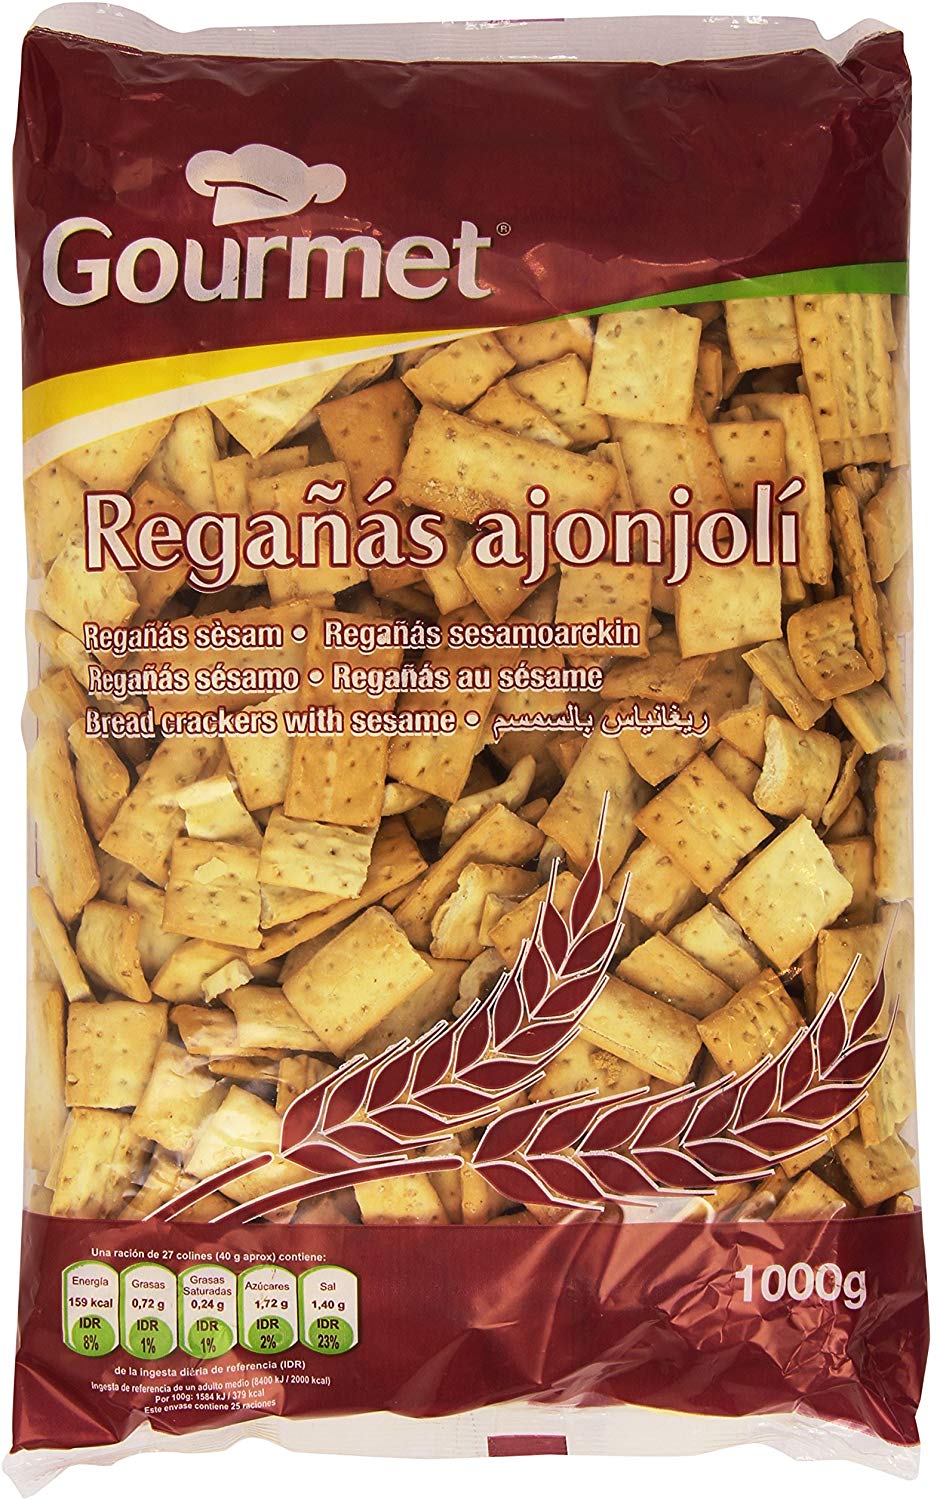 Gourmet®
Regañás ajonjolí
Regañás sèsam • Regañás sesamoarekin
Regañás sésamo • Regañás au sésame
Bread crackers with sesame • ريغانياس بالسمسم
Una ración de 27 colines (40 g aprox) contiene:
Energía Grasas Grasas Saturadas Azúcares Sal
159 kcal 0,72 g 0,24 g 1,72 g 1,40 g
IDR IDR IDR IDR IDR
8% 1% 1% 2% 23%
1000g
de la ingesta diária de referencia (IDR)
Ingesta de referencia de un adulto medio (8400 kJ / 2000 kcal)
Por 100g: 1584 kJ / 379 kcal
Este envase contiene 25 raciones